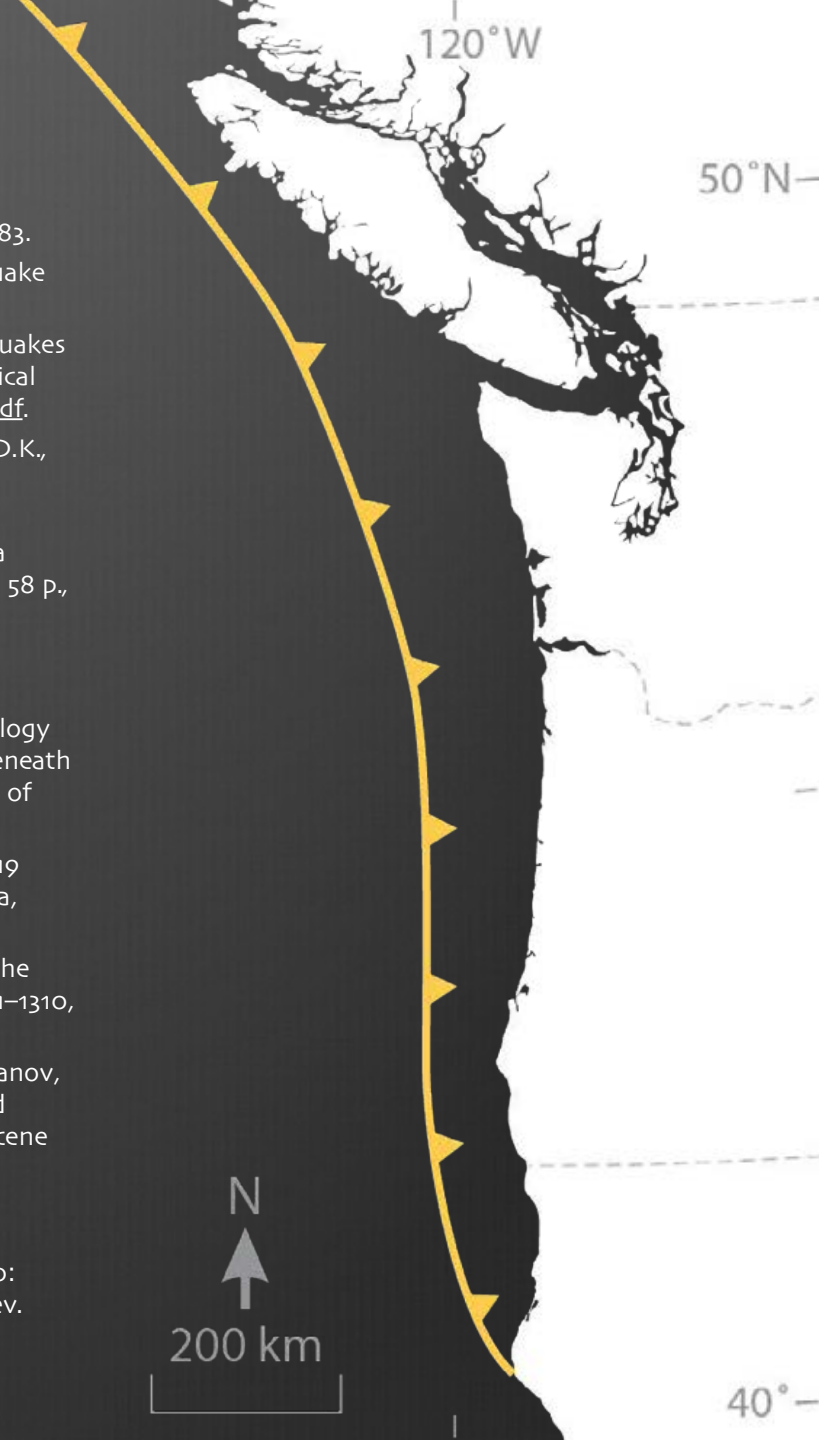 120°W
50°N
83.
uake
uakes
ical
df.
D.K.,
a
58 p.,
logy
eneath
of
19
a,
he
1–1310,
anov,
d
cene
N
o:
ev.
200 km
40°